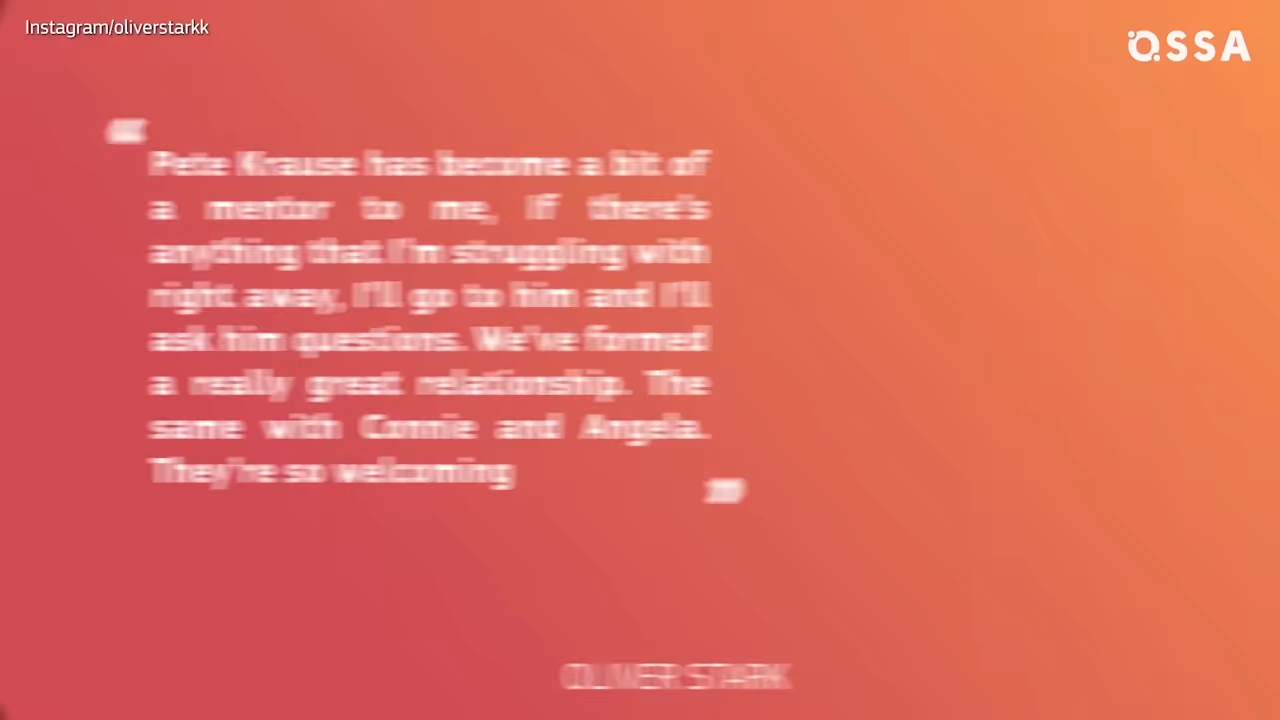 Instagram/oliverstarkk
OSSA
“
Pete Krause has become a bit of
a mentor to me, if there's
anything that I'm struggling with
right away, I'll go to him and I'll
ask him questions. We've formed
a really great relationship. The
same with Connie and Angela.
They're so welcoming
”
OLIVER STARK